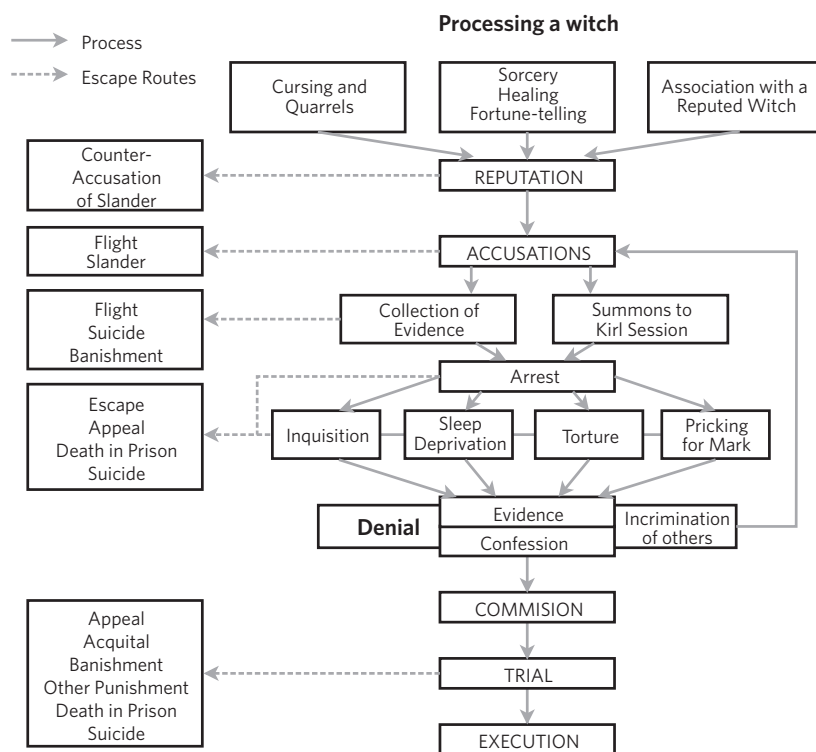 Processing a witch
Process
Escape Routes
Cursing and
Quarrels
Sorcery
Healing
Fortune-telling
Association with a
Reputed Witch
Counter-
Accusation
of Slander
REPUTATION
Flight
Slander
ACCUSATIONS
Flight
Suicide
Banishment
Collection of
Evidence
Summons to
Kirl Session
Arrest
Escape
Appeal
Death in Prison
Suicide
Inquisition
Sleep
Deprivation
Torture
Pricking
for Mark
Denial
Evidence
Confession
Incrimination
of others
COMMISION
Appeal
Acquital
Banishment
Other Punishment
Death in Prison
Suicide
TRIAL
EXECUTION